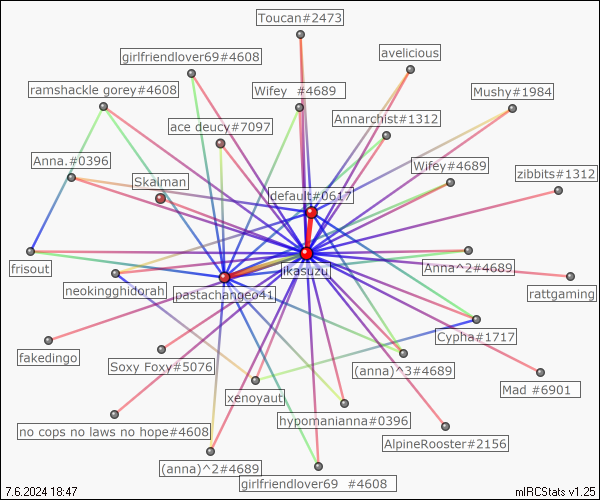 Toucan#2473
girlfriendlover69#4608
avelicious
ramshackle gorey#4608
Wifey #4689
Mushy#1984
ace deucy#7097
Annarchist#1312
Anna.#0396
Wifey#4689
zibbits#1312
Skalman
default#0617
frisout
ikasuzu
Anna^2#4689
neokingghidorah
pastachangeo41
rattgaming
Cypha#1717
fakedingo
Soxy Foxy#5076
(anna)^3#4689
xenoyaut
Mad #6901
hypomanianna#0396
no cops no laws no hope#4608
AlpineRooster#2156
(anna)^2#4689
girlfriendlover69 #4608
7.6.2024 18:47
mIRCStats v1.25